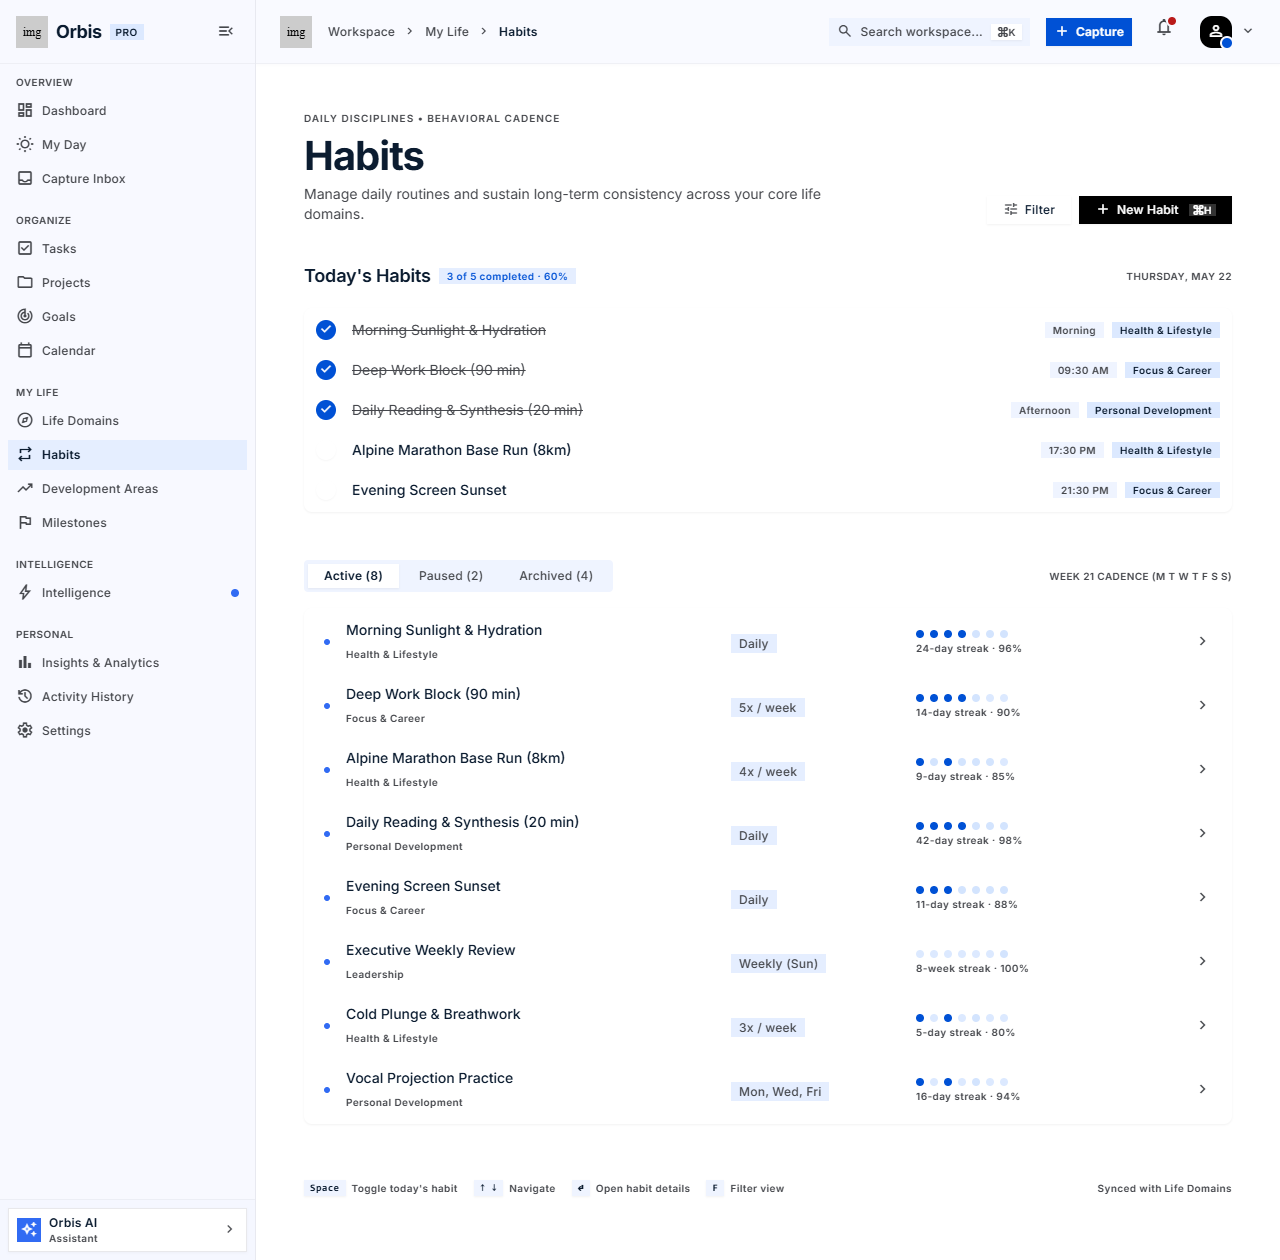 img Orbis PRO
img Workspace My Life Habits
Search workspace... ⌘K
+ Capture
OVERVIEW
Dashboard
My Day
Capture Inbox
ORGANIZE
Tasks
Projects
Goals
Calendar
MY LIFE
Life Domains
Habits
Development Areas
Milestones
INTELLIGENCE
Intelligence
PERSONAL
Insights & Analytics
Activity History
Settings
Orbis AI
Assistant
DAILY DISCIPLINES • BEHAVIORAL CADENCE
Habits
Manage daily routines and sustain long-term consistency across your core life
domains.
Filter
+ New Habit ⌘H
Today's Habits 3 of 5 completed · 60% THURSDAY, MAY 22
Morning Sunlight & Hydration Morning Health & Lifestyle
Deep Work Block (90 min) 09:30 AM Focus & Career
Daily Reading & Synthesis (20 min) Afternoon Personal Development
Alpine Marathon Base Run (8km) 17:30 PM Health & Lifestyle
Evening Screen Sunset 21:30 PM Focus & Career
Active (8) Paused (2) Archived (4) WEEK 21 CADENCE (M T W T F S S)
Morning Sunlight & Hydration
Health & Lifestyle
Daily
24-day streak · 96%
Deep Work Block (90 min)
Focus & Career
5x / week
14-day streak · 90%
Alpine Marathon Base Run (8km)
Health & Lifestyle
4x / week
9-day streak · 85%
Daily Reading & Synthesis (20 min)
Personal Development
Daily
42-day streak · 98%
Evening Screen Sunset
Focus & Career
Daily
11-day streak · 88%
Executive Weekly Review
Leadership
Weekly (Sun)
8-week streak · 100%
Cold Plunge & Breathwork
Health & Lifestyle
3x / week
5-day streak · 80%
Vocal Projection Practice
Personal Development
Mon, Wed, Fri
16-day streak · 94%
Space Toggle today's habit ↑ ↓ Navigate ↵ Open habit details F Filter view Synced with Life Domains